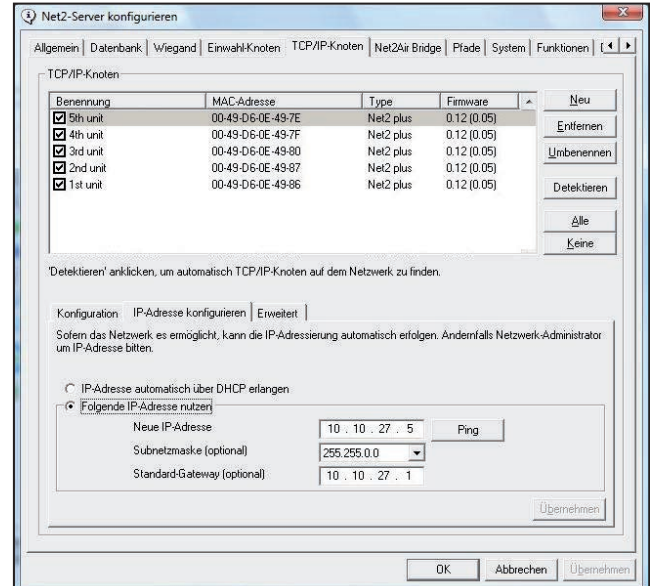 Net2-Server konfigurieren
Allgemein Datenbank Wiegand Einwahl-Knoten TCP/IP-Knoten Net2Air Bridge Pfade System Funktionen
TCP/IP-Knoten
Benennung MAC-Adresse Type Firmware
5th unit 00-49-D6-0E-49-7E Net2 plus 0.12 (0.05)
4th unit 00-49-D6-0E-49-7F Net2 plus 0.12 (0.05)
3rd unit 00-49-D6-0E-49-80 Net2 plus 0.12 (0.05)
2nd unit 00-49-D6-0E-49-87 Net2 plus 0.12 (0.05)
1st unit 00-49-D6-0E-49-86 Net2 plus 0.12 (0.05)
Neu
Entfernen
Umbenennen
Detektieren
Alle
Keine
'Detektieren' anklicken, um automatisch TCP/IP-Knoten auf dem Netzwerk zu finden.
Konfiguration IP-Adresse konfigurieren Erweitert
Sofern das Netzwerk es ermöglicht, kann die IP-Adressierung automatisch erfolgen. Andernfalls Netzwerk-Administrator
um IP-Adresse bitten.
IP-Adresse automatisch über DHCP erlangen
Folgende IP-Adresse nutzen
Neue IP-Adresse 10 . 10 . 27 . 5 Ping
Subnetzmaske (optional) 255.255.0.0
Standard-Gateway (optional) 10 . 10 . 27 . 1
Übernehmen
OK Abbrechen Übernehmen